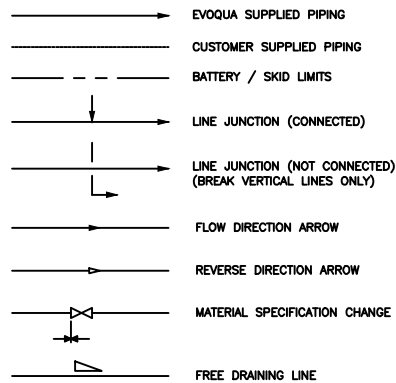 EVOQUA SUPPLIED PIPING
CUSTOMER SUPPLIED PIPING
BATTERY / SKID LIMITS
LINE JUNCTION (CONNECTED)
LINE JUNCTION (NOT CONNECTED)
(BREAK VERTICAL LINES ONLY)
FLOW DIRECTION ARROW
REVERSE DIRECTION ARROW
MATERIAL SPECIFICATION CHANGE
FREE DRAINING LINE